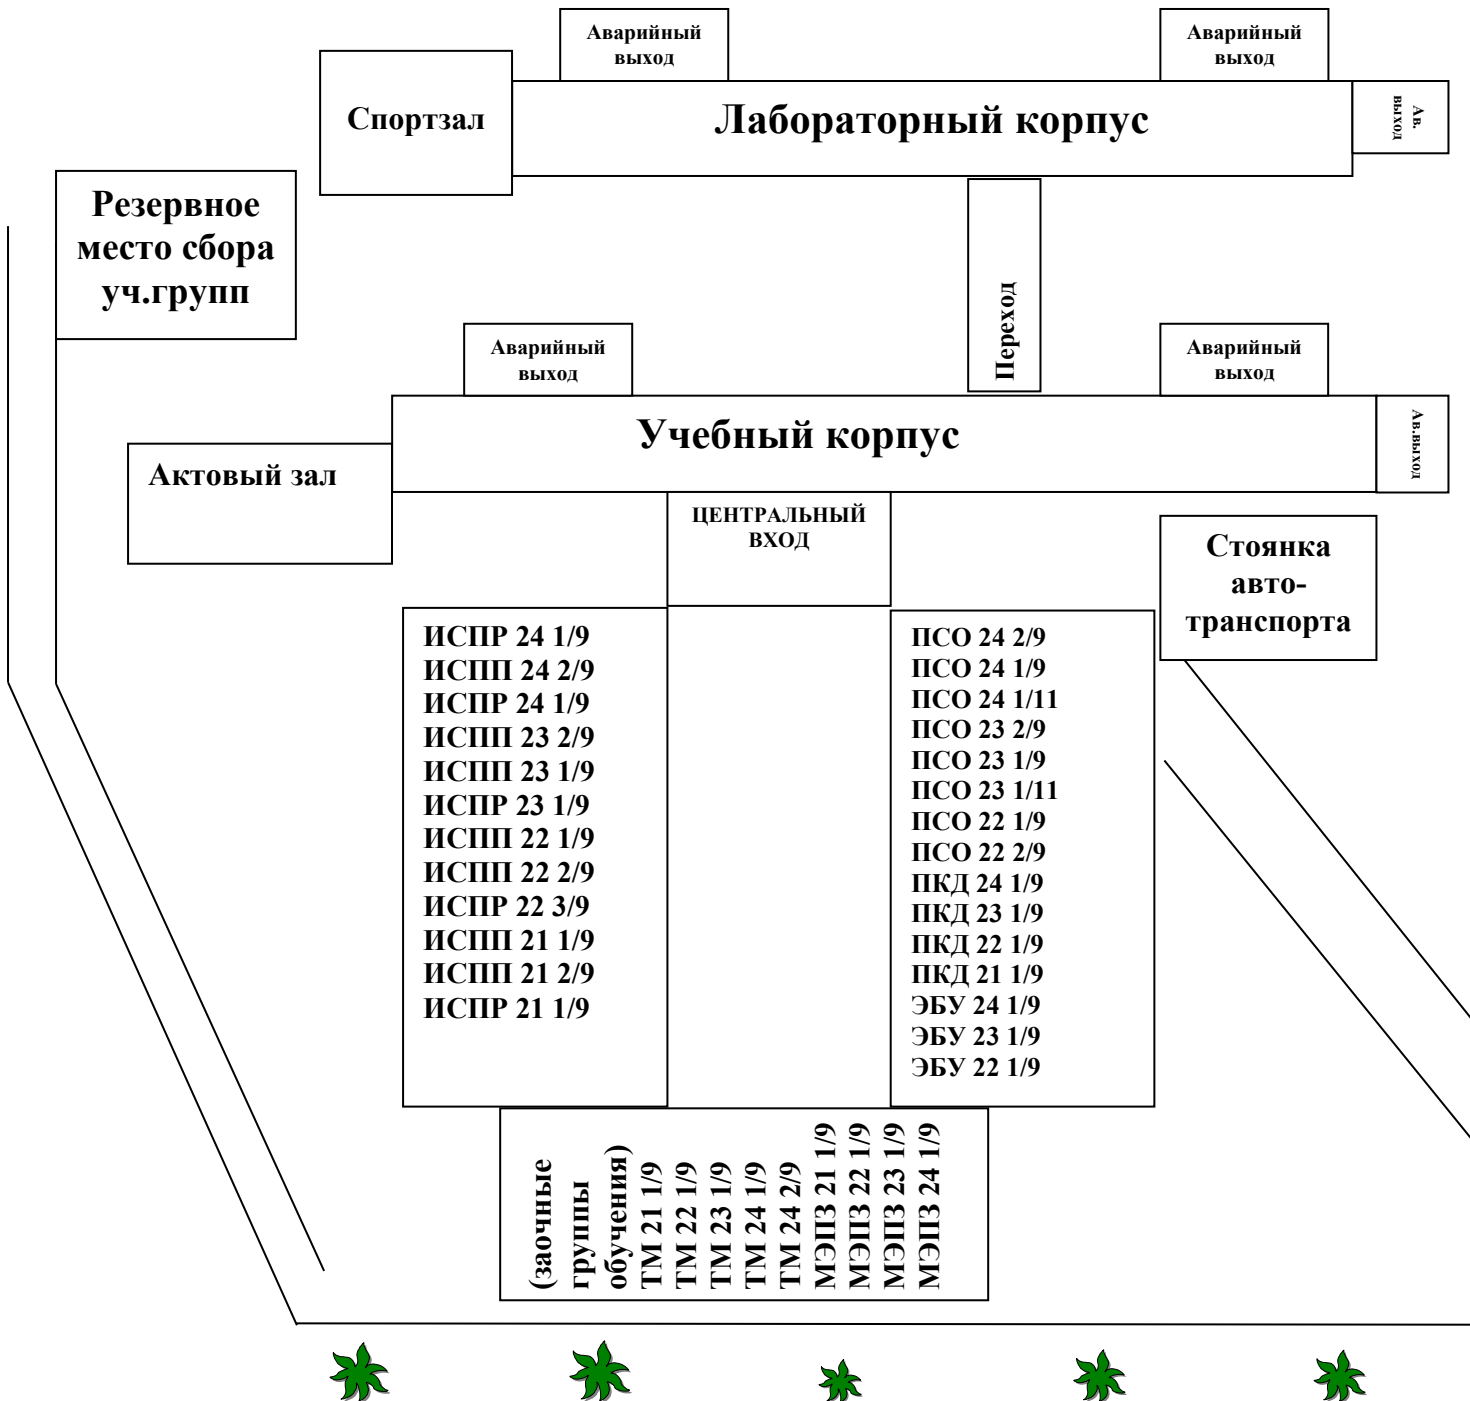 Аварийный
выход
Аварийный
выход
Спортзал
Лабораторный корпус
Ав.
выход
Резервное
место сбора
уч.групп
Переход
Аварийный
выход
Аварийный
выход
Учебный корпус
Ав.выход
Актовый зал
ЦЕНТРАЛЬНЫЙ
ВХОД
Стоянка
авто-
транспорта
ИСПР 24 1/9
ИСПП 24 2/9
ИСПР 24 1/9
ИСПП 23 2/9
ИСПП 23 1/9
ИСПР 23 1/9
ИСПП 22 1/9
ИСПП 22 2/9
ИСПР 22 3/9
ИСПП 21 1/9
ИСПП 21 2/9
ИСПР 21 1/9
ПСО 24 2/9
ПСО 24 1/9
ПСО 24 1/11
ПСО 23 2/9
ПСО 23 1/9
ПСО 23 1/11
ПСО 22 1/9
ПСО 22 2/9
ПКД 24 1/9
ПКД 23 1/9
ПКД 22 1/9
ПКД 21 1/9
ЭБУ 24 1/9
ЭБУ 23 1/9
ЭБУ 22 1/9
(заочные
группы
обучения)
ТМ 21 1/9
ТМ 22 1/9
ТМ 23 1/9
ТМ 24 1/9
ТМ 24 2/9
МЭПЗ 21 1/9
МЭПЗ 22 1/9
МЭПЗ 23 1/9
МЭПЗ 24 1/9